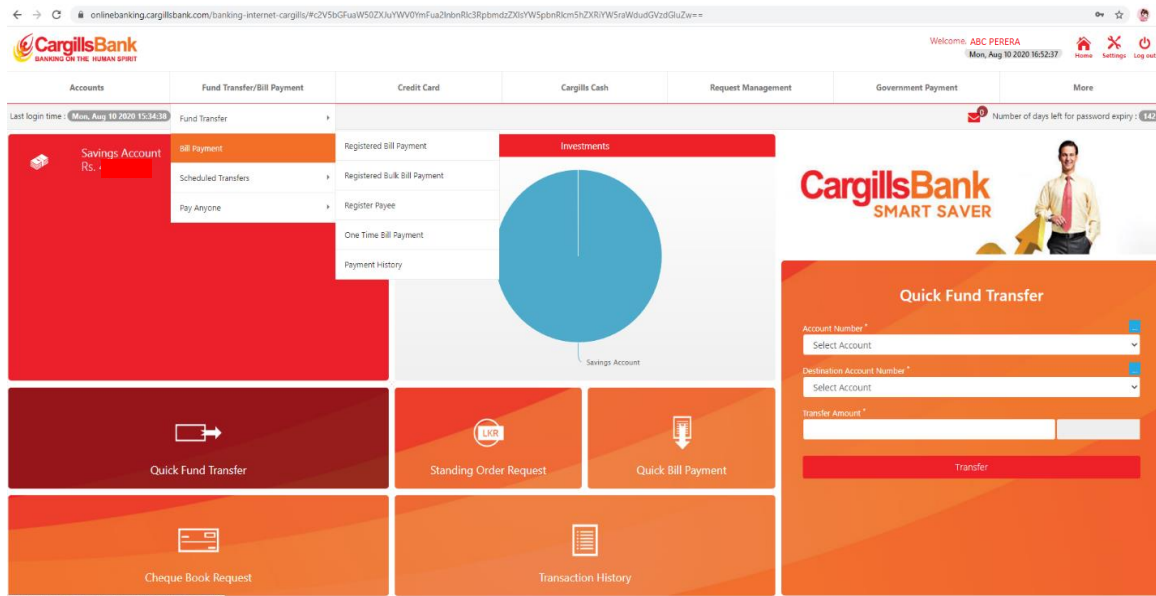 onlinebanking.cargillsbank.com/banking-internet-cargills/#c2V5bGFuaW50ZXJuYWV0YmFua2lubnRlc3RpbmdzZXIsYW5pbnRlcm5hZXRiYW5raWdudGVzdGluZw==
CargillsBank
BANKING ON THE HUMAN SPIRIT
Welcome, ABC PERERA
Mon, Aug 10 2020 16:52:37
Home
Settings
Log out
Accounts
Fund Transfer/Bill Payment
Credit Card
Cargills Cash
Request Management
Government Payment
More
Last login time : Mon, Aug 10 2020 15:34:38
0
Number of days left for password expiry : 142
Fund Transfer
Bill Payment
Scheduled Transfers
Pay Anyone
Registered Bill Payment
Registered Bulk Bill Payment
Register Payee
One Time Bill Payment
Payment History
Savings Account
Rs.
Investments
Savings Account
CargillsBank
SMART SAVER
Quick Fund Transfer
Account Number *
...
Select Account
Destination Account Number *
...
Select Account
Transfer Amount *
Transfer
Quick Fund Transfer
LKR
Standing Order Request
Quick Bill Payment
Cheque Book Request
Transaction History